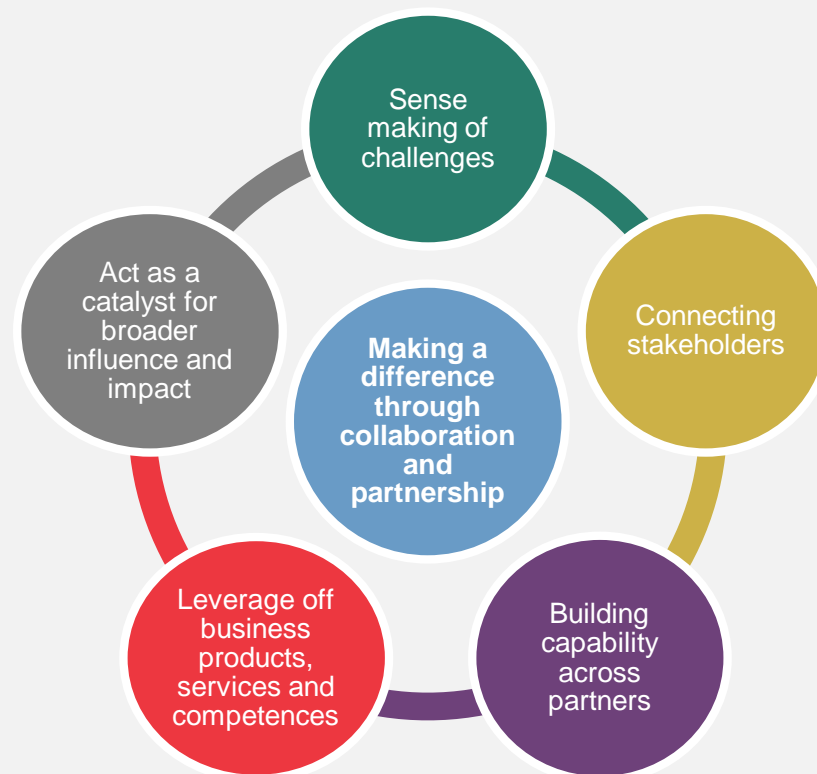 Sense
making of
challenges
Connecting
stakeholders
Building
capability
across
partners
Leverage off
business
products,
services and
competences
Act as a
catalyst for
broader
influence and
impact
Making a
difference
through
collaboration
and
partnership